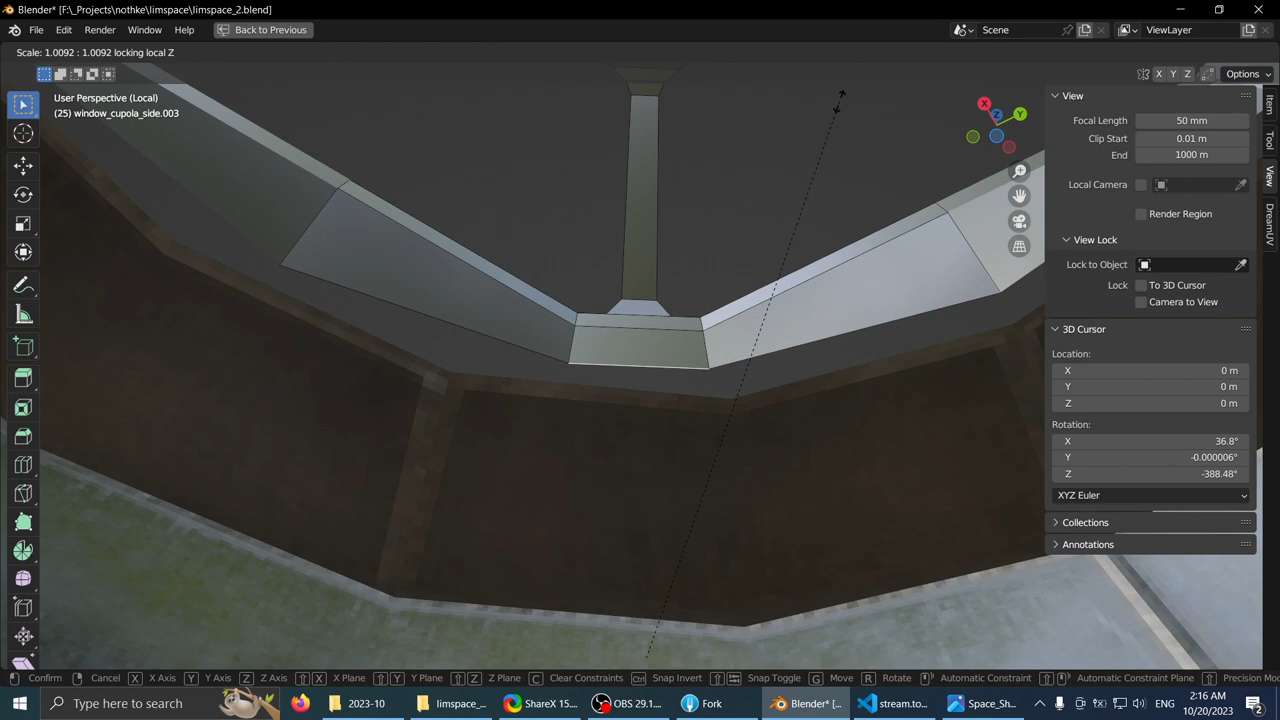 Blender* [F:\_Projects\nothke\limspace\limspace_2.blend]
File Edit Render Window Help Back to Previous Scene ViewLayer
Scale: 1.0092 : 1.0092 locking local Z
X Y Z Options
User Perspective (Local)
(25) window_cupola_side.003
X Y Z
View
Focal Length 50 mm
Clip Start 0.01 m
End 1000 m
Local Camera
Render Region
View Lock
Lock to Object
Lock To 3D Cursor
Camera to View
3D Cursor
Location:
X 0 m
Y 0 m
Z 0 m
Rotation:
X 36.8°
Y -0.000006°
Z -388.48°
XYZ Euler
Collections
Annotations
Item
Tool
View
DreamUV
Confirm Cancel X X Axis Y Y Axis Z Z Axis X X Plane Y Y Plane Z Z Plane C Clear Constraints Ctrl Snap Invert Snap Toggle G Move R Rotate Automatic Constraint Automatic Constraint Plane Precision Mod
Type here to search 2023-10 limspace_... ShareX 15.... OBS 29.1.... Fork Blender* [... stream.to... Space_Sh... 2:16 AM
10/20/2023
2